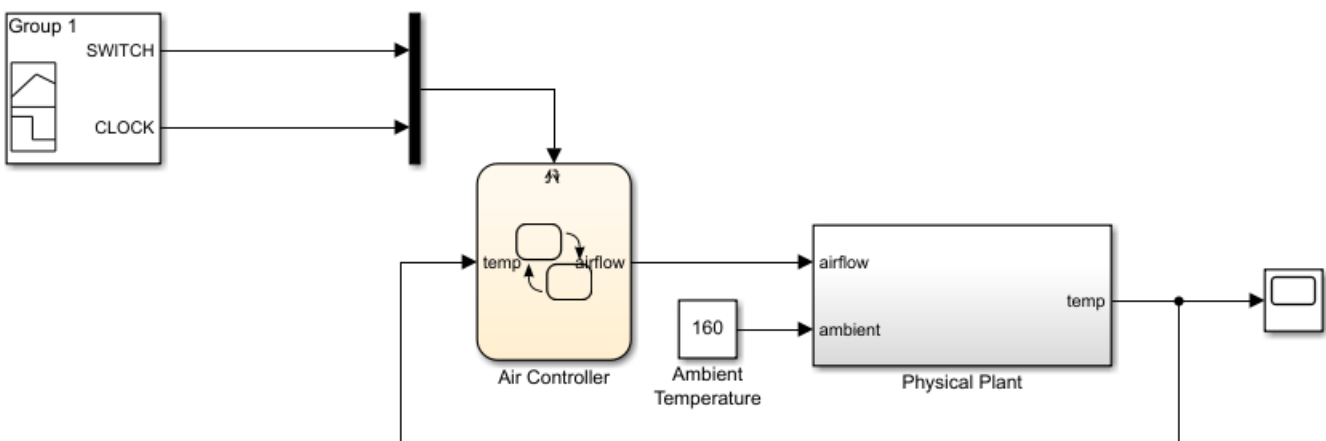 Group 1
SWITCH
CLOCK
temp
airflow
Air Controller
160
Ambient
Temperature
airflow
ambient
temp
Physical Plant